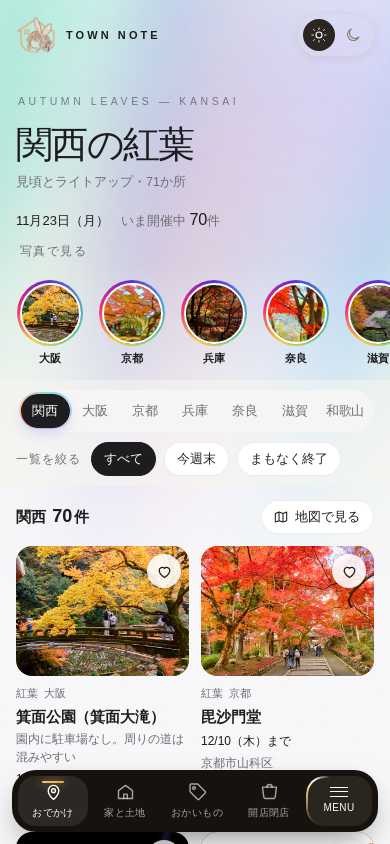 TOWN NOTE
AUTUMN LEAVES — KANSAI
関西の紅葉
見頃とライトアップ・71か所
11月23日（月） いま開催中 70件
写真で見る
大阪 京都 兵庫 奈良 滋賀
関西 大阪 京都 兵庫 奈良 滋賀 和歌山
一覧を絞る すべて 今週末 まもなく終了
関西 70件 地図で見る
紅葉 大阪
箕面公園（箕面大滝）
園内に駐車場なし。周りの道は
混みやすい
紅葉 京都
毘沙門堂
12/10（木）まで
京都市山科区
おでかけ 家と土地 おかいもの 開店閉店 MENU